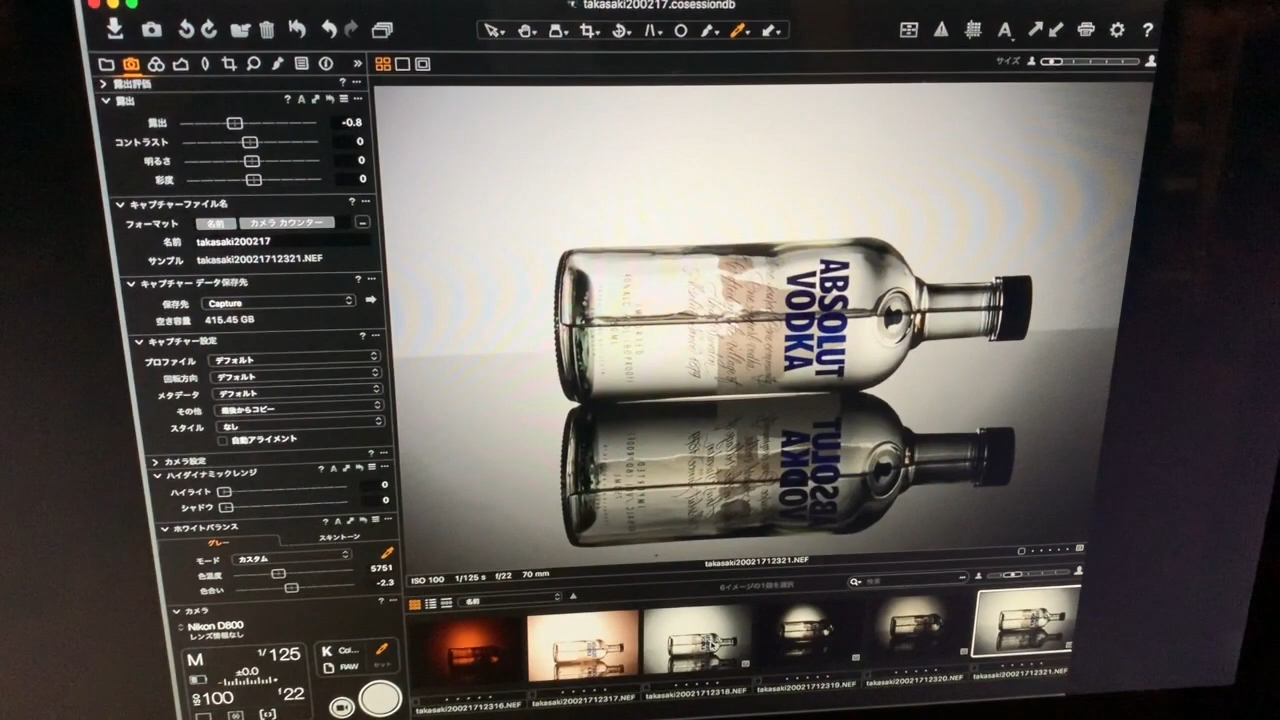 takasaki200217.cosessiondb
サイズ
露出評価
露出
露出 -0.8
コントラスト 0
明るさ 0
彩度 0
キャプチャーファイル名
フォーマット 名前 カメラ カウンター
名前 takasaki200217
サンプル takasaki20021712321.NEF
キャプチャー データ保存先
保存先 Capture
空き容量 415.45 GB
キャプチャー設定
プロファイル デフォルト
回転方向 デフォルト
メタデータ デフォルト
その他 最後からコピー
スタイル なし
自動アライメント
カメラ設定
ハイダイナミックレンジ
ハイライト 0
シャドウ 0
ホワイトバランス
グレー スキントーン
モード カスタム
色温度 5751
色合い -2.3
カメラ
Nikon D800
レンズ情報なし
M 1/125
±0.0
ISO 100 f22
K Col...
RAW
セット
ABSOLUT
VODKA
ISO 100 1/125 s f/22 70 mm
takasaki20021712321.NEF
6イメージの1個を選択
検索
名前
takasaki20021712316.NEF
takasaki20021712317.NEF
takasaki20021712318.NEF
takasaki20021712319.NEF
takasaki20021712320.NEF
takasaki20021712321.NEF